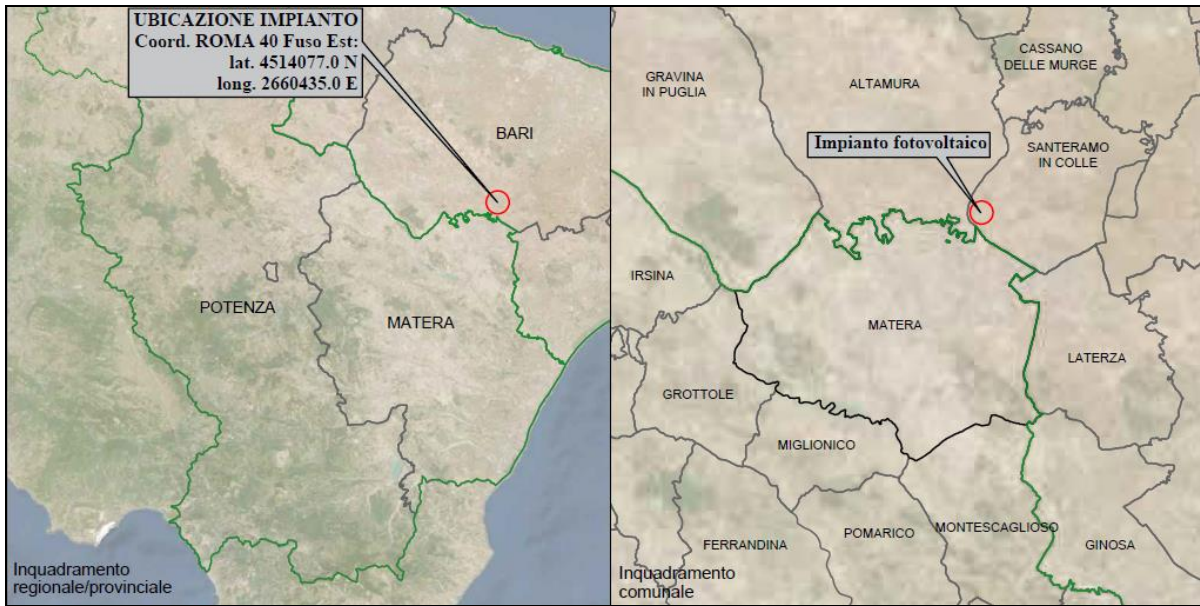 UBICAZIONE IMPIANTO
Coord. ROMA 40 Fuso Est:
lat. 4514077.0 N
long. 2660435.0 E
BARI
POTENZA
MATERA
Inquadramento
regionale/provinciale
CASSANO
DELLE MURGE
GRAVINA
IN PUGLIA
ALTAMURA
Impianto fotovoltaico
SANTERAMO
IN COLLE
IRSINA
MATERA
LATERZA
GROTTOLE
MIGLIONICO
FERRANDINA
POMARICO
MONTESCAGLIOSO
GINOSA
Inquadramento
comunale